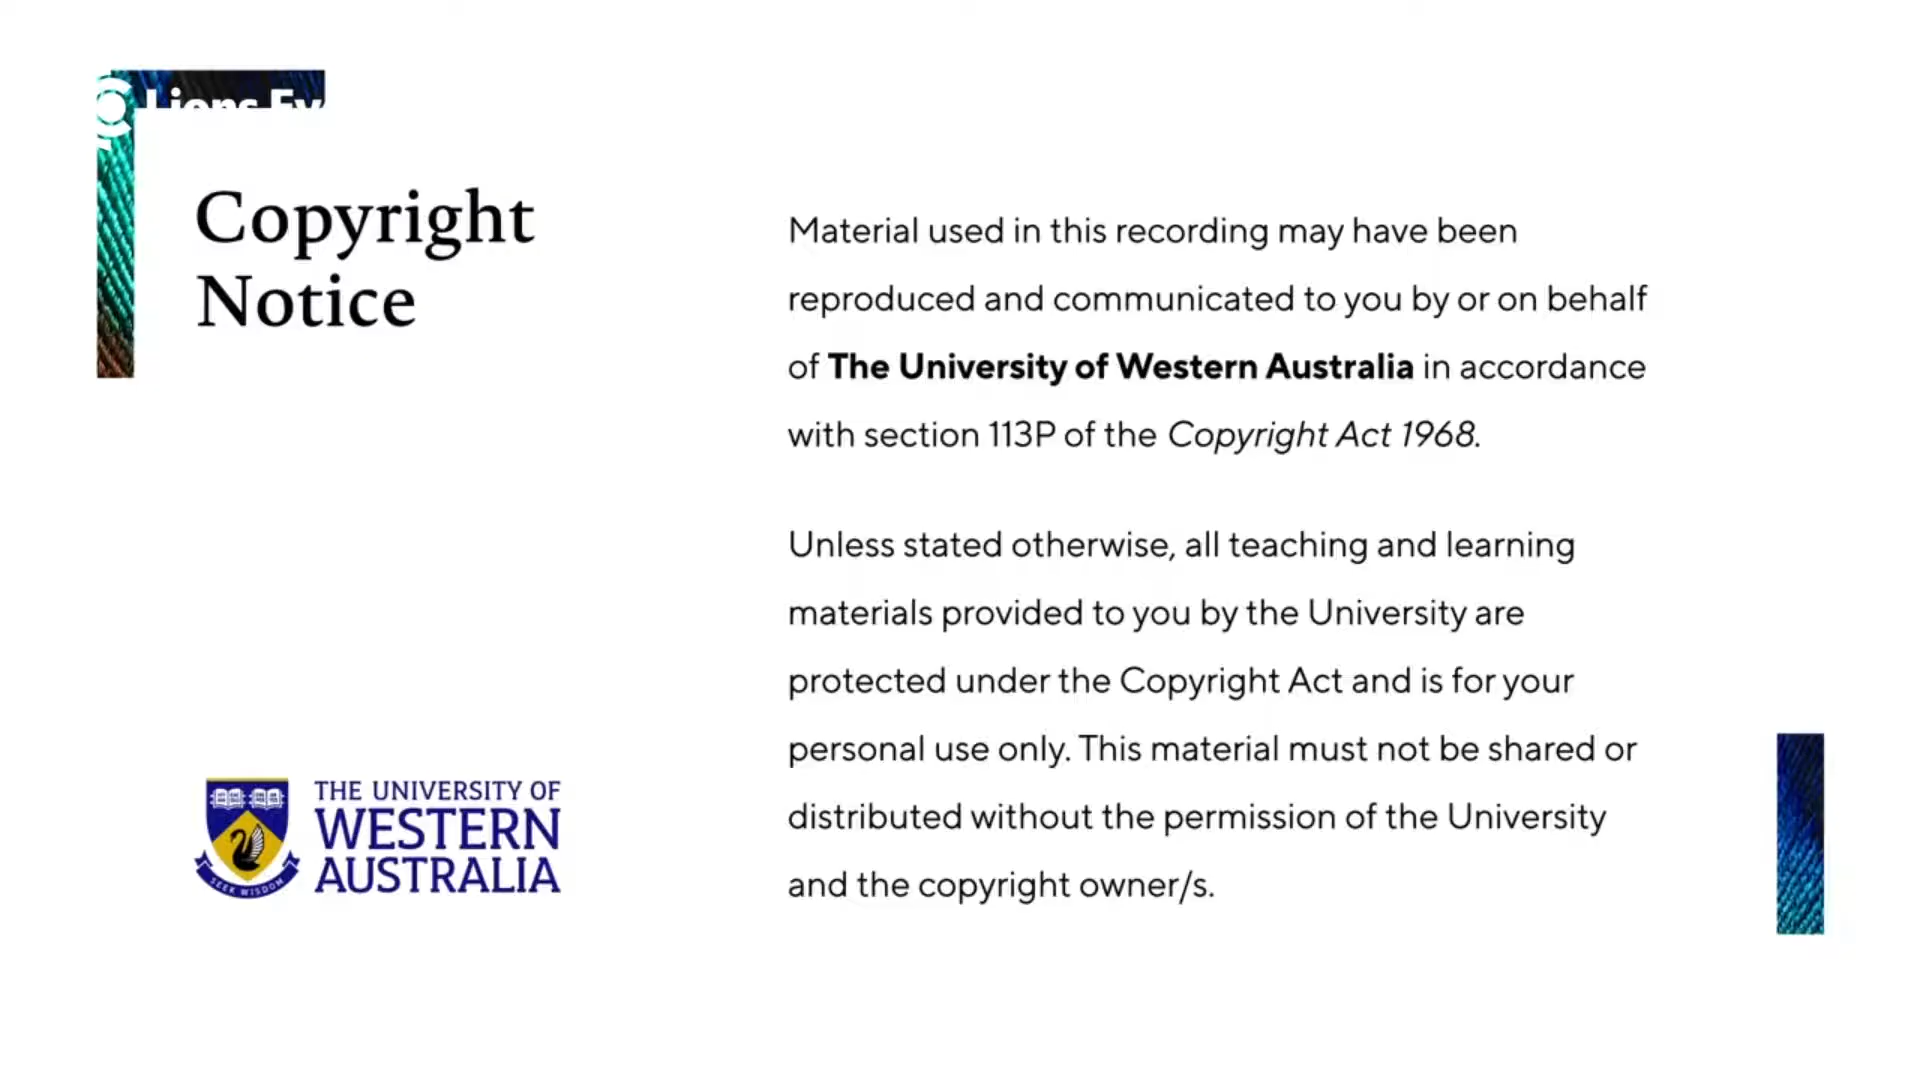 Lions Ey
Copyright
Notice
Material used in this recording may have been
reproduced and communicated to you by or on behalf
of The University of Western Australia in accordance
with section 113P of the Copyright Act 1968.
Unless stated otherwise, all teaching and learning
materials provided to you by the University are
protected under the Copyright Act and is for your
personal use only. This material must not be shared or
distributed without the permission of the University
and the copyright owner/s.
THE UNIVERSITY OF
WESTERN
AUSTRALIA
SEEK WISDOM